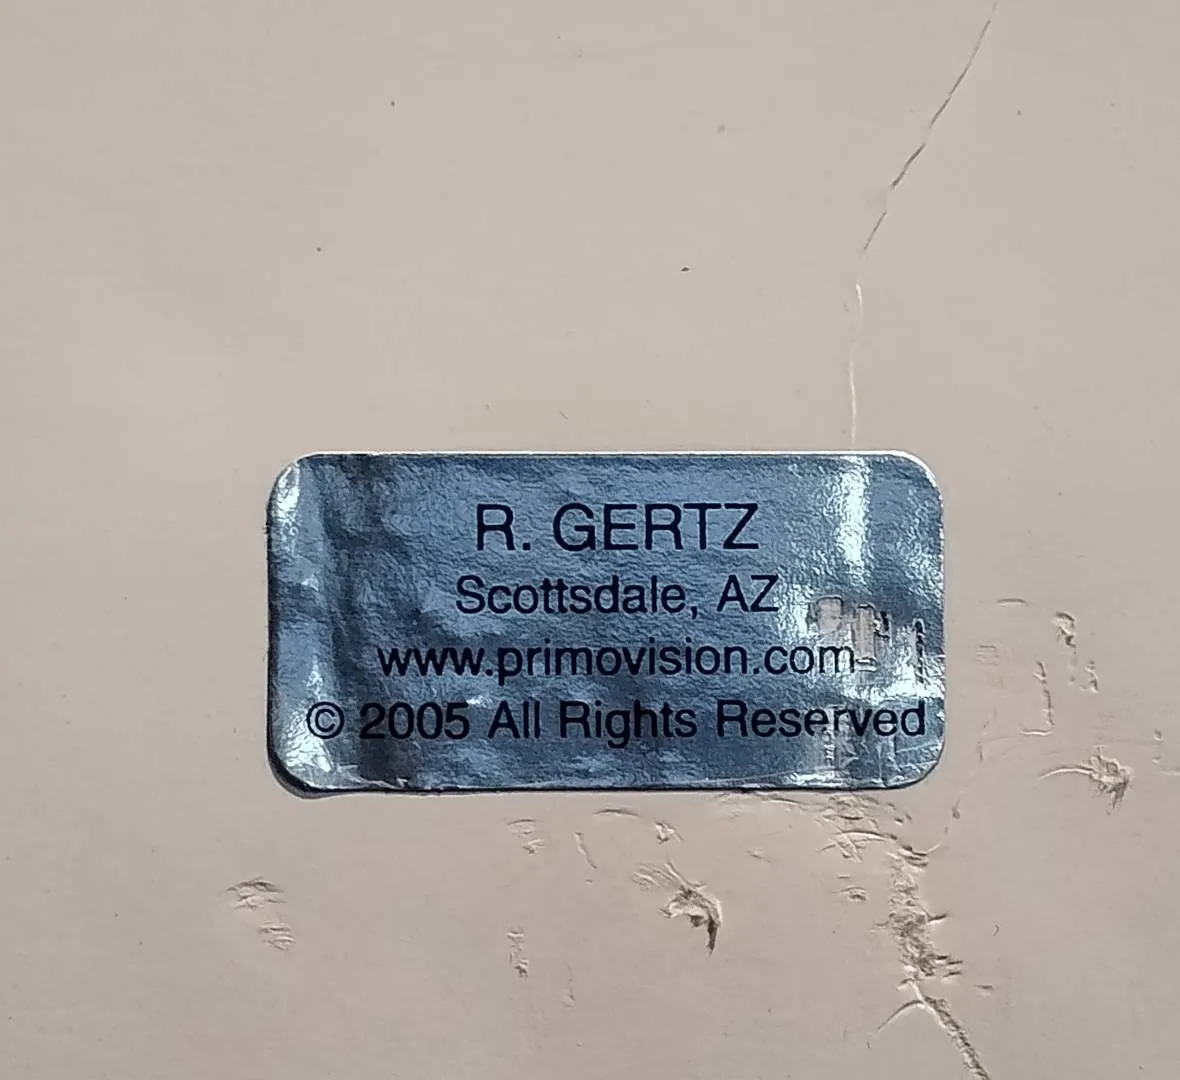 R. GERTZ
Scottsdale, AZ
www.primovision.com
© 2005 All Rights Reserved